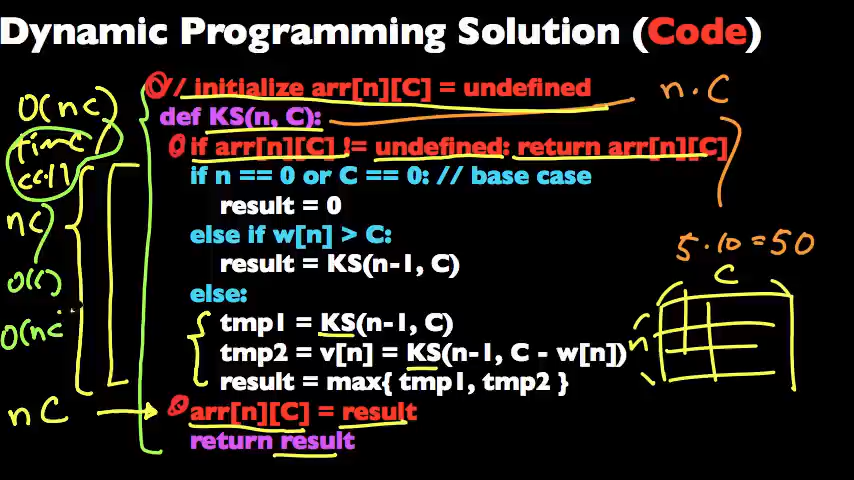 Dynamic Programming Solution (Code)
// initialize arr[n][C] = undefined
def KS(n, C):
if arr[n][C] != undefined: return arr[n][C]
if n == 0 or C == 0: // base case
result = 0
else if w[n] > C:
result = KS(n-1, C)
else:
tmp1 = KS(n-1, C)
tmp2 = v[n] = KS(n-1, C - w[n])
result = max{ tmp1, tmp2 }
arr[n][C] = result
return result
O(nC)
time
call
nC
O(1)
O(nC
nC
n . C
5 . 10 = 50
C
n